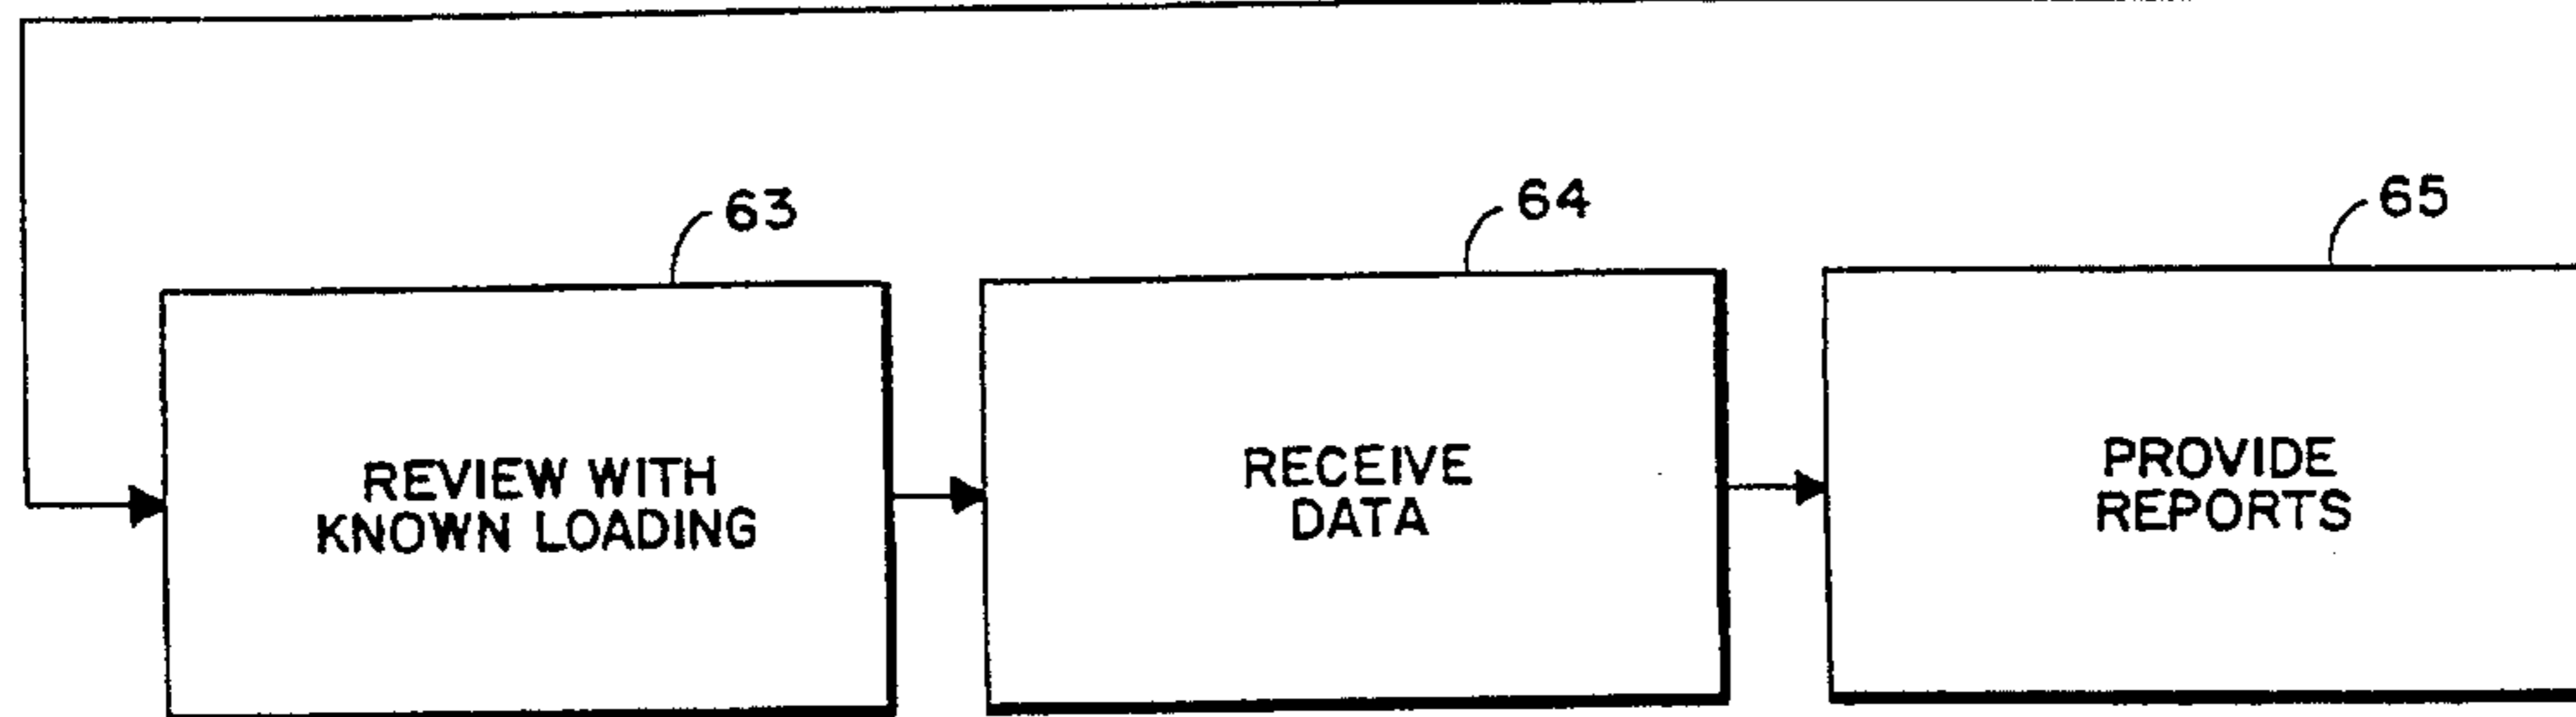 63
64
65
REVIEW WITH
KNOWN LOADING
RECEIVE
DATA
PROVIDE
REPORTS